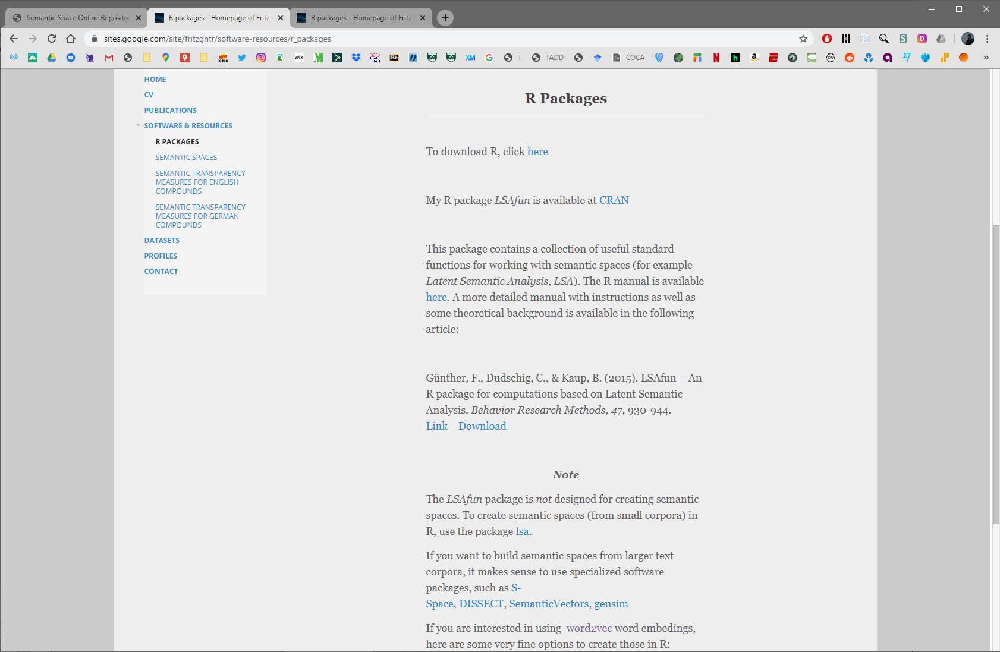 Semantic Space Online Reposito
R packages - Homepage of Fritz
R packages - Homepage of Fritz
sites.google.com/site/fritzgntr/software-resources/r_packages
T
TADD
COCA
HOME
CV
PUBLICATIONS
SOFTWARE & RESOURCES
R PACKAGES
SEMANTIC SPACES
SEMANTIC TRANSPARENCY
MEASURES FOR ENGLISH
COMPOUNDS
SEMANTIC TRANSPARENCY
MEASURES FOR GERMAN
COMPOUNDS
DATASETS
PROFILES
CONTACT
R Packages
To download R, click here
My R package LSAfun is available at CRAN
This package contains a collection of useful standard
functions for working with semantic spaces (for example
Latent Semantic Analysis, LSA). The R manual is available
here. A more detailed manual with instructions as well as
some theoretical background is available in the following
article:
Günther, F., Dudschig, C., & Kaup, B. (2015). LSAfun – An
R package for computations based on Latent Semantic
Analysis. Behavior Research Methods, 47, 930-944.
Link Download
Note
The LSAfun package is not designed for creating semantic
spaces. To create semantic spaces (from small corpora) in
R, use the package lsa.
If you want to build semantic spaces from larger text
corpora, it makes sense to use specialized software
packages, such as S-
Space, DISSECT, SemanticVectors, gensim
If you are interested in using word2vec word embedings,
here are some very fine options to create those in R: